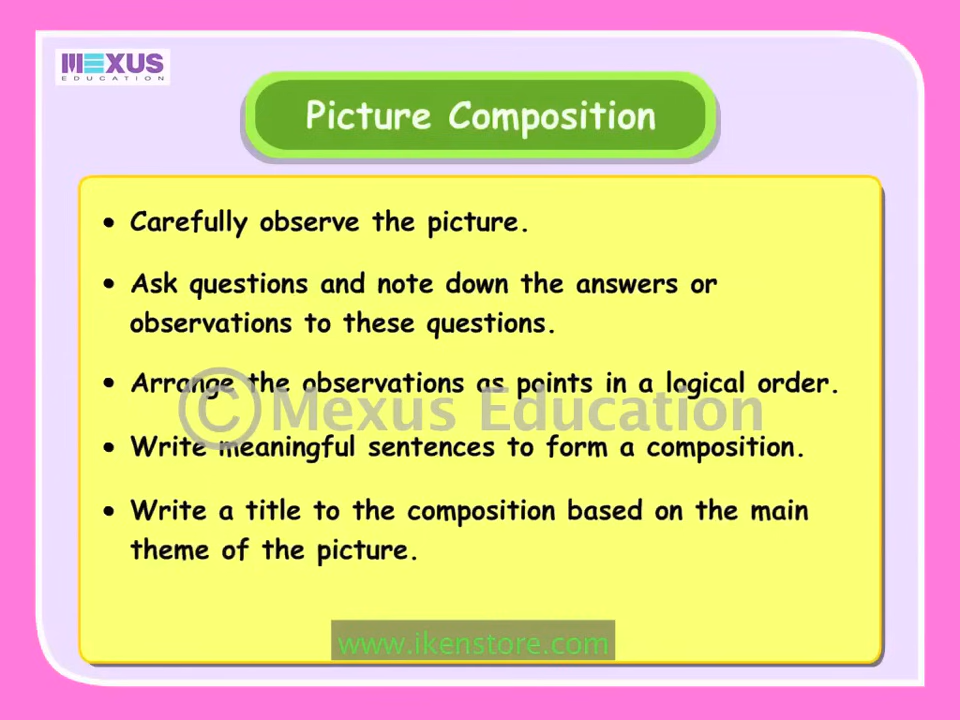 MEXUS
EDUCATION
Picture Composition
• Carefully observe the picture.
• Ask questions and note down the answers or
observations to these questions.
• Arrange the observations as points in a logical order.
© Mexus Education
• Write meaningful sentences to form a composition.
• Write a title to the composition based on the main
theme of the picture.
www.ikenstore.com